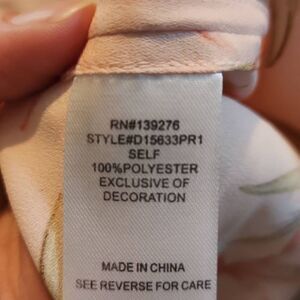 RN#139276
STYLE#D15633PR1
SELF
100%POLYESTER
EXCLUSIVE OF
DECORATION
MADE IN CHINA
SEE REVERSE FOR CARE